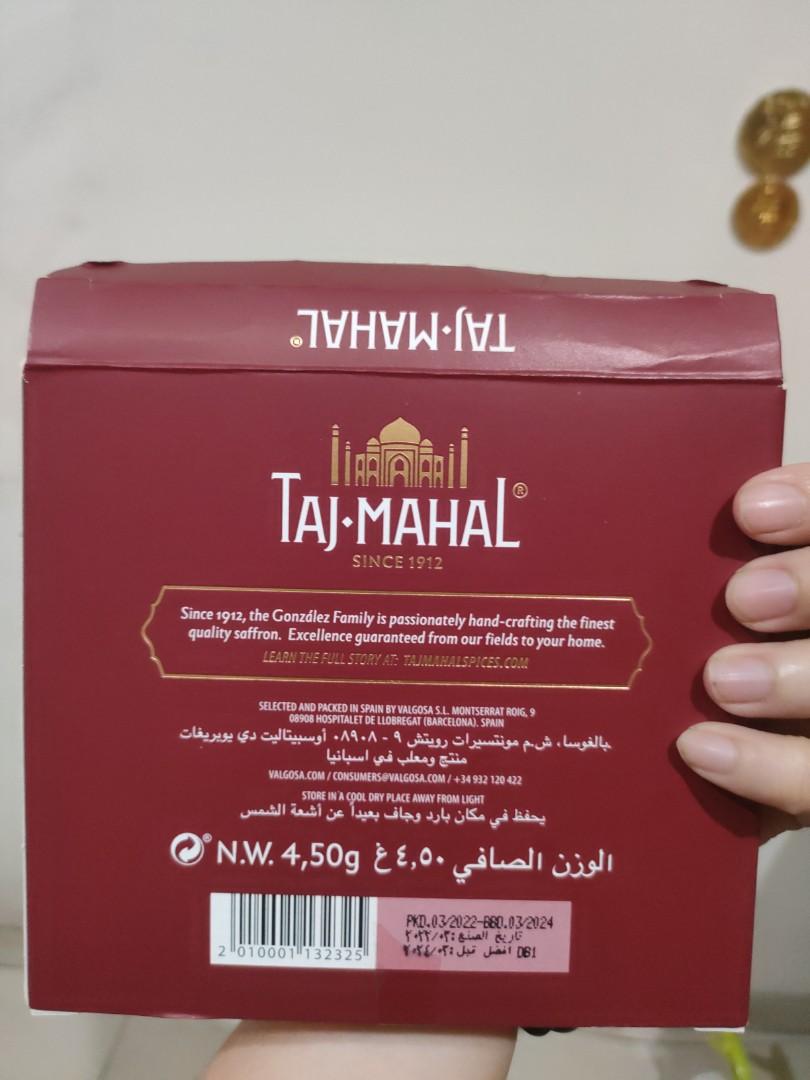 TAJ·MAHAL®
TAJ·MAHAL®
SINCE 1912
Since 1912, the González Family is passionately hand-crafting the finest
quality saffron. Excellence guaranteed from our fields to your home.
LEARN THE FULL STORY AT: TAJMAHALSPICES.COM
SELECTED AND PACKED IN SPAIN BY VALGOSA S.L. MONTSERRAT ROIG, 9
08908 HOSPITALET DE LLOBREGAT (BARCELONA). SPAIN
بالغوسا، ش.م مونتسيرات رويتش ٩ - ٠٨٩٠٨ أوسبيتاليت دي يوبريغات
منتج ومعلب في اسبانيا
VALGOSA.COM / CONSUMERS@VALGOSA.COM / +34 932 120 422
STORE IN A COOL DRY PLACE AWAY FROM LIGHT
يحفظ في مكان بارد وجاف بعيداً عن أشعة الشمس
® N.W. 4,50g الوزن الصافي ٤,٥٠ غ
2 010001 132325
PKD.03/2022-BBD.03/2024
تاريخ الصنع :٢٠٢٢/٠٣
DB1 افضل قبل :٢٠٢٤/٠٣